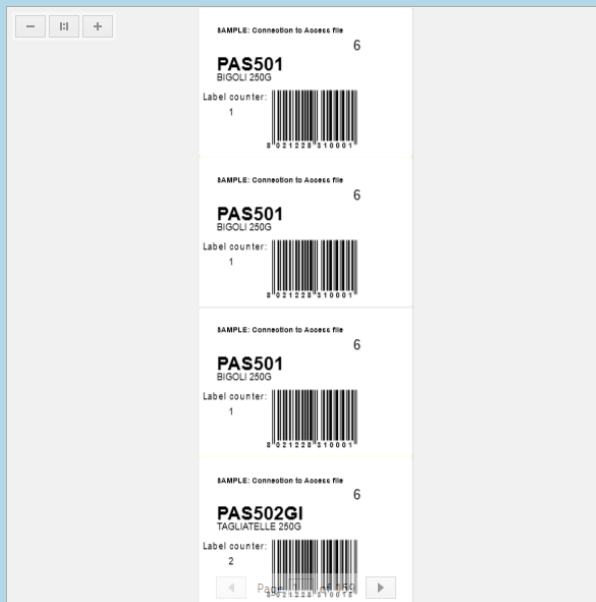 SAMPLE: Connection to Access file
6
PAS501
BIGOLI 250G
Label counter:
1
8 021228 310001
SAMPLE: Connection to Access file
6
PAS501
BIGOLI 250G
Label counter:
1
8 021228 310001
SAMPLE: Connection to Access file
6
PAS501
BIGOLI 250G
Label counter:
1
8 021228 310001
SAMPLE: Connection to Access file
6
PAS502GI
TAGLIATELLE 250G
Label counter:
2
Page 1 of 159